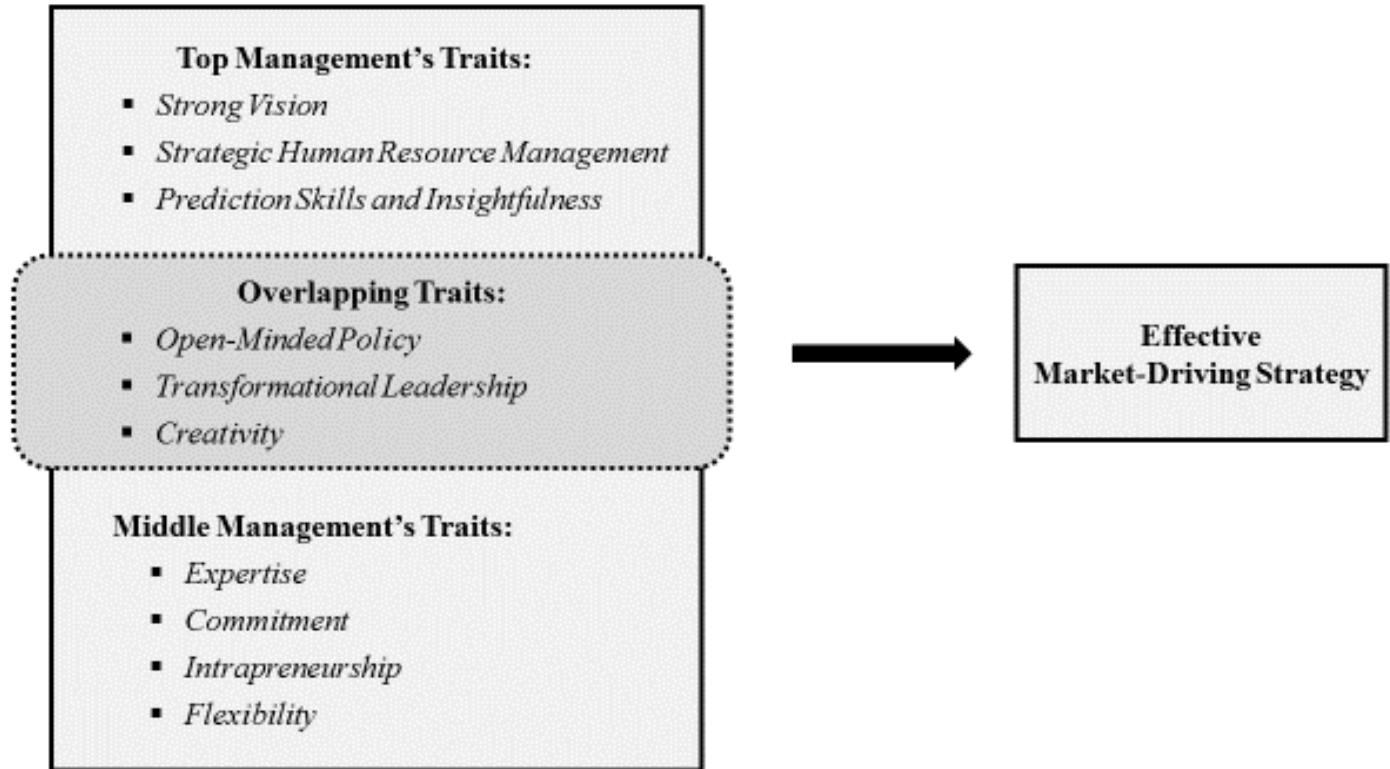 Top Management's Traits:
▪ Strong Vision
▪ Strategic Human Resource Management
▪ Prediction Skills and Insightfulness
Overlapping Traits:
▪ Open-Minded Policy
▪ Transformational Leadership
▪ Creativity
Middle Management's Traits:
▪ Expertise
▪ Commitment
▪ Intrapreneurship
▪ Flexibility
Effective
Market-Driving Strategy